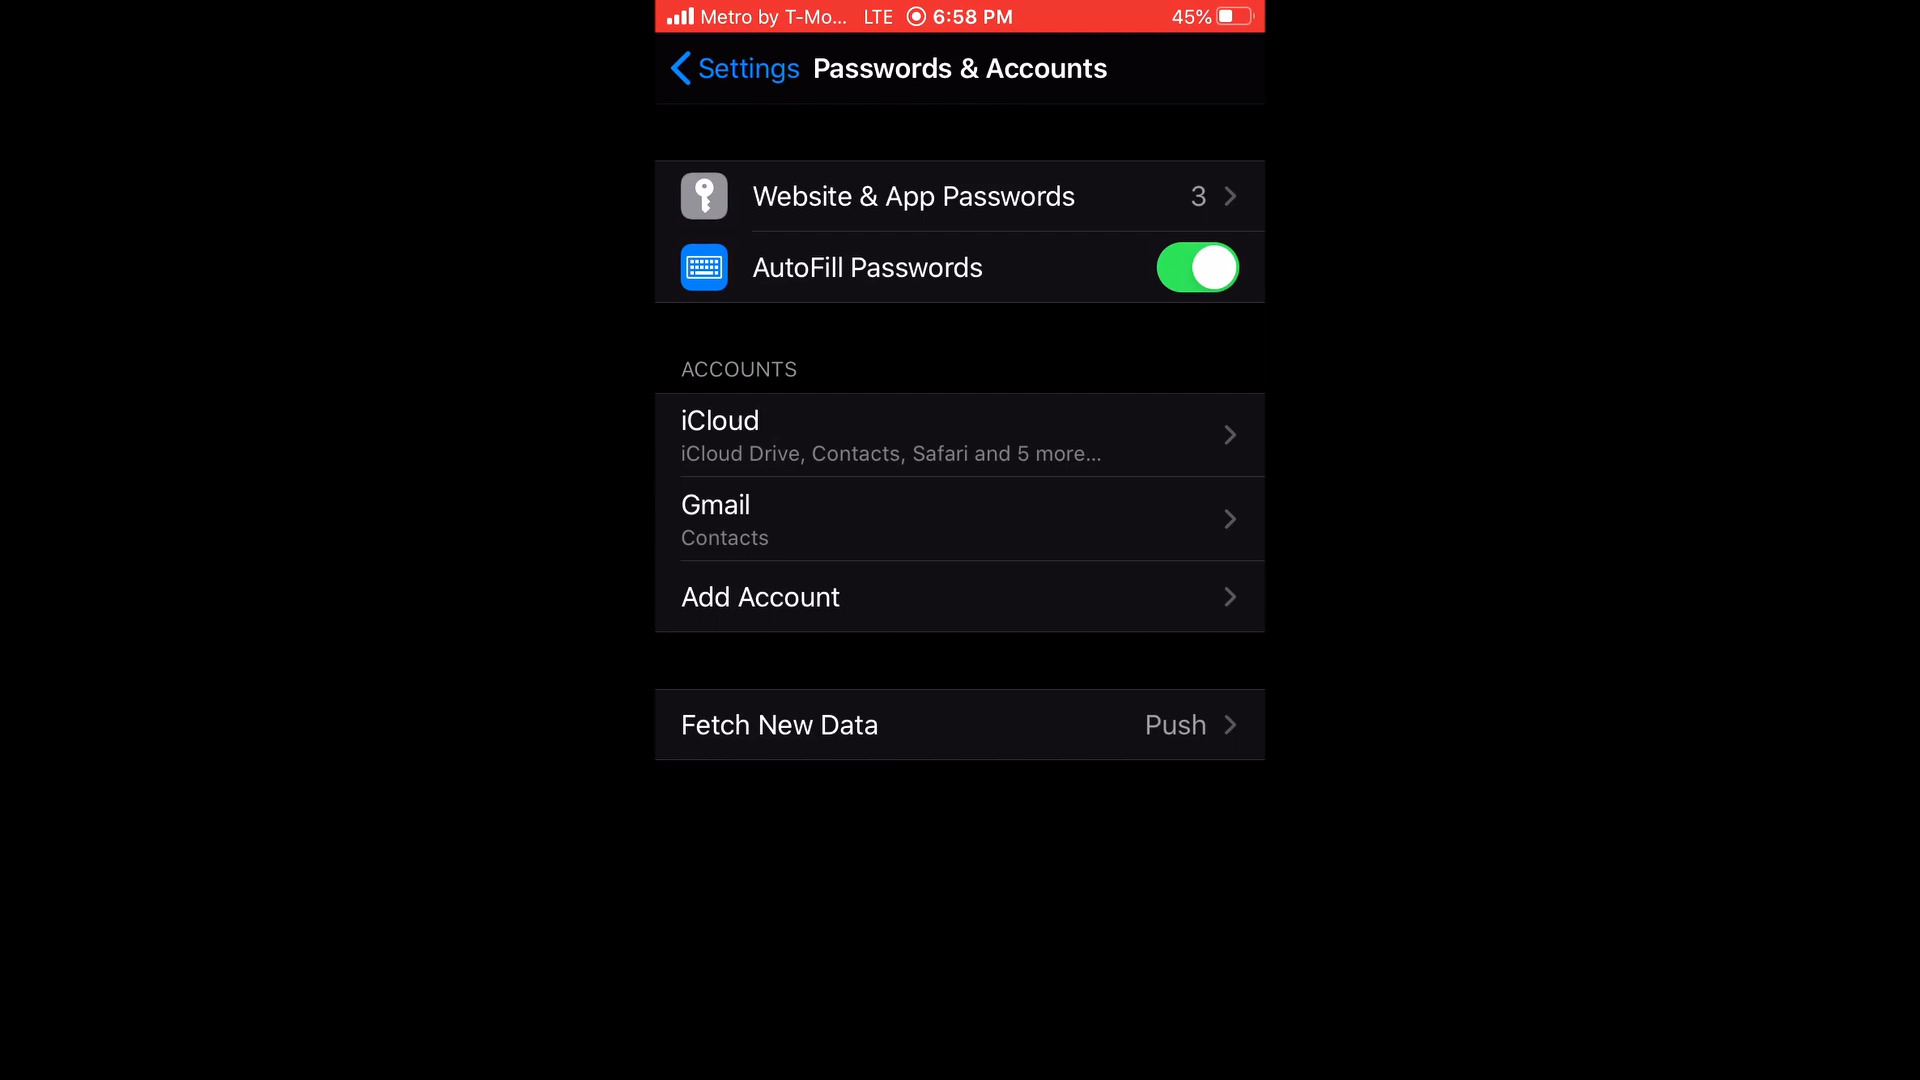 Metro by T-Mo... LTE 6:58 PM 45%
Settings Passwords & Accounts
Website & App Passwords 3
AutoFill Passwords
ACCOUNTS
iCloud
iCloud Drive, Contacts, Safari and 5 more...
Gmail
Contacts
Add Account
Fetch New Data Push